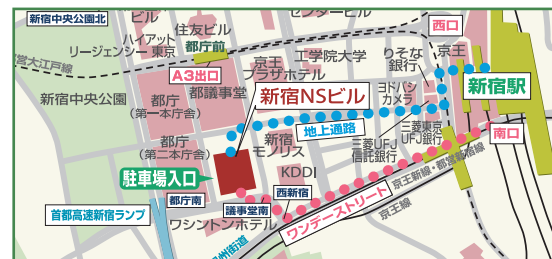 新宿中央公園北
ビル
住友ビル
センタービル
西口
ハイアット
リージェンシー 東京
都庁前
京王
プラザホテル
工学院大学
りそな
銀行
京王
営大江戸線
A3出口
都議事堂
新宿NSビル
ヨドバシ
カメラ
新宿駅
新宿中央公園
都庁
(第一本庁舎)
地上通路
三菱東京
UFJ銀行
南口
都庁
(第二本庁舎)
新宿
モノリス
三菱UFJ
信託銀行
KDDI
駐車場入口
都庁南
西新宿
京王新線・都営新宿線
議事堂南
ワンデーストリート
京王線
首都高速新宿ランプ
ワシントンホテル
甲州街道